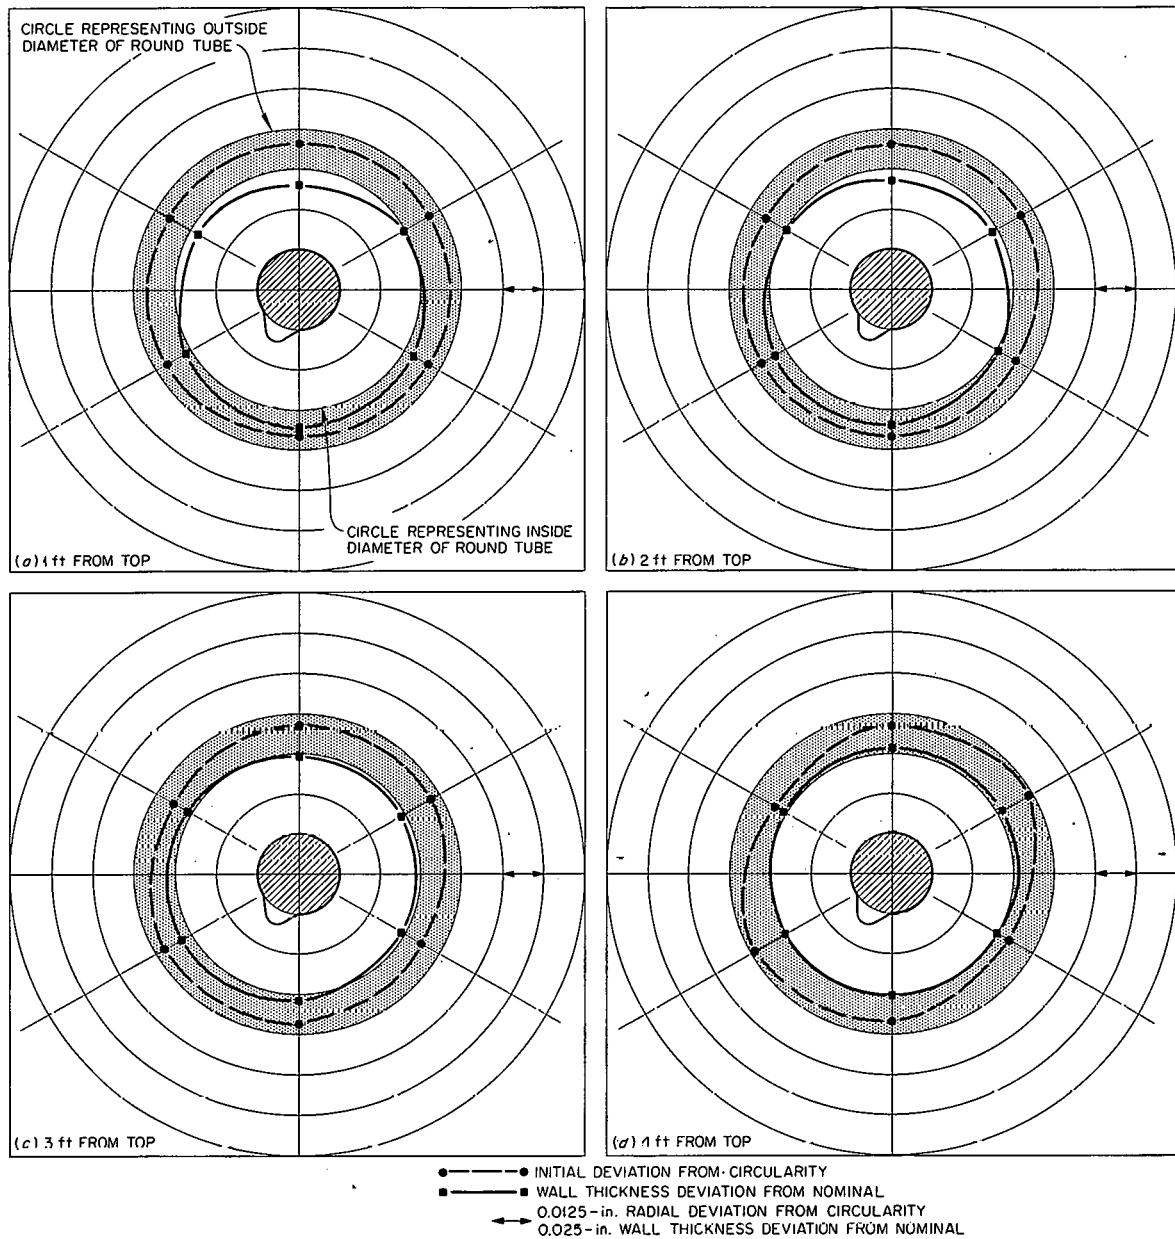 CIRCLE REPRESENTING OUTSIDE
DIAMETER OF ROUND TUBE
CIRCLE REPRESENTING INSIDE
DIAMETER OF ROUND TUBE
(a) 1 ft FROM TOP
(b) 2 ft FROM TOP
(c) 3 ft FROM TOP
(d) ft FROM TOP
INITIAL DEVIATION FROM CIRCULARITY
WALL THICKNESS DEVIATION FROM NOMINAL
0.0125-in. RADIAL DEVIATION FROM CIRCULARITY
0.025-in. WALL THICKNESS DEVIATION FROM NOMINAL